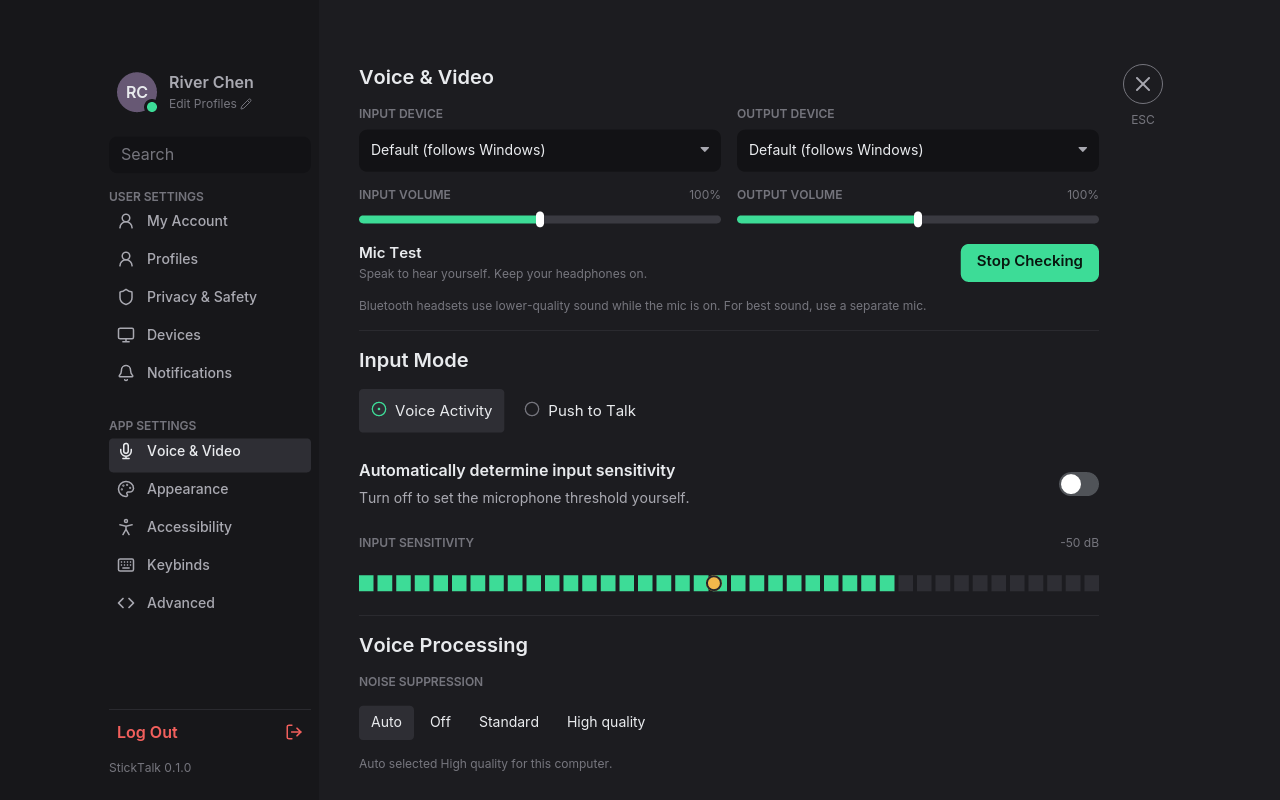 RC
River Chen
Edit Profiles
Search
USER SETTINGS
My Account
Profiles
Privacy & Safety
Devices
Notifications
APP SETTINGS
Voice & Video
Appearance
Accessibility
Keybinds
Advanced
Log Out
StickTalk 0.1.0
Voice & Video
INPUT DEVICE
Default (follows Windows)
OUTPUT DEVICE
Default (follows Windows)
INPUT VOLUME 100%
OUTPUT VOLUME 100%
Mic Test
Speak to hear yourself. Keep your headphones on.
Stop Checking
Bluetooth headsets use lower-quality sound while the mic is on. For best sound, use a separate mic.
Input Mode
Voice Activity
Push to Talk
Automatically determine input sensitivity
Turn off to set the microphone threshold yourself.
INPUT SENSITIVITY -50 dB
Voice Processing
NOISE SUPPRESSION
Auto Off Standard High quality
Auto selected High quality for this computer.
ESC